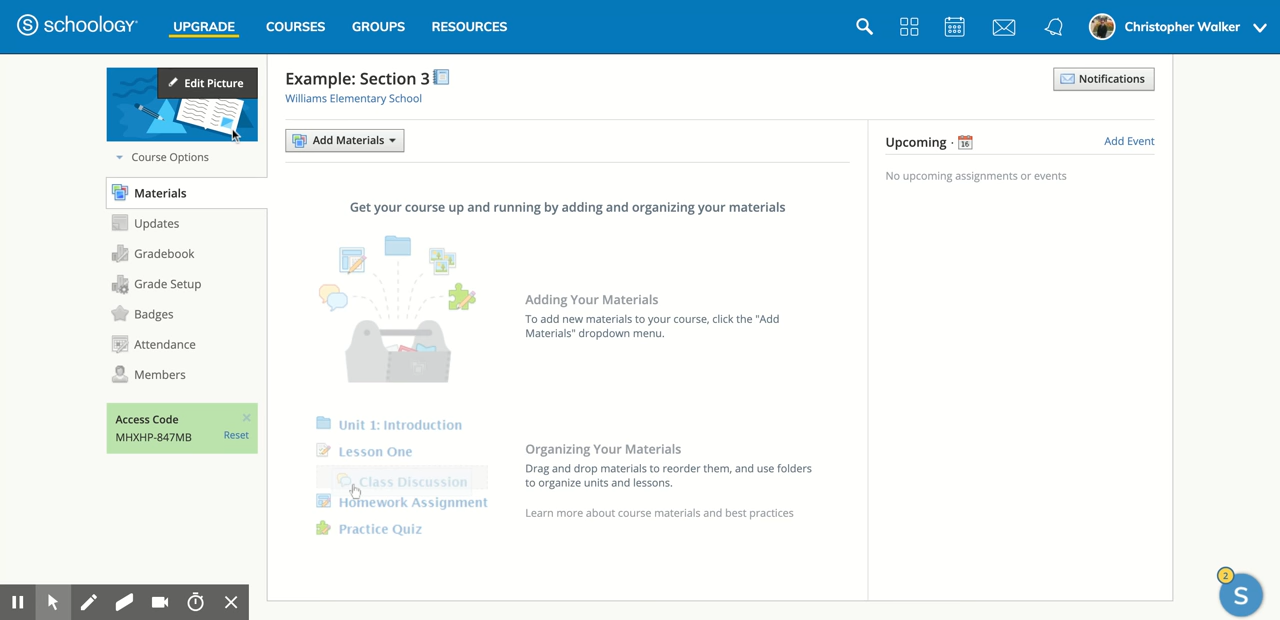 schoology®
UPGRADE COURSES GROUPS RESOURCES
Christopher Walker
Edit Picture
Course Options
Materials
Updates
Gradebook
Grade Setup
Badges
Attendance
Members
Access Code
MHXHP-847MB
Reset
Example: Section 3
Williams Elementary School
Notifications
Add Materials
Get your course up and running by adding and organizing your materials
Adding Your Materials
To add new materials to your course, click the "Add
Materials" dropdown menu.
Unit 1: Introduction
Lesson One
Class Discussion
Homework Assignment
Practice Quiz
Organizing Your Materials
Drag and drop materials to reorder them, and use folders
to organize units and lessons.
Learn more about course materials and best practices
Upcoming · 16
Add Event
No upcoming assignments or events
2
S